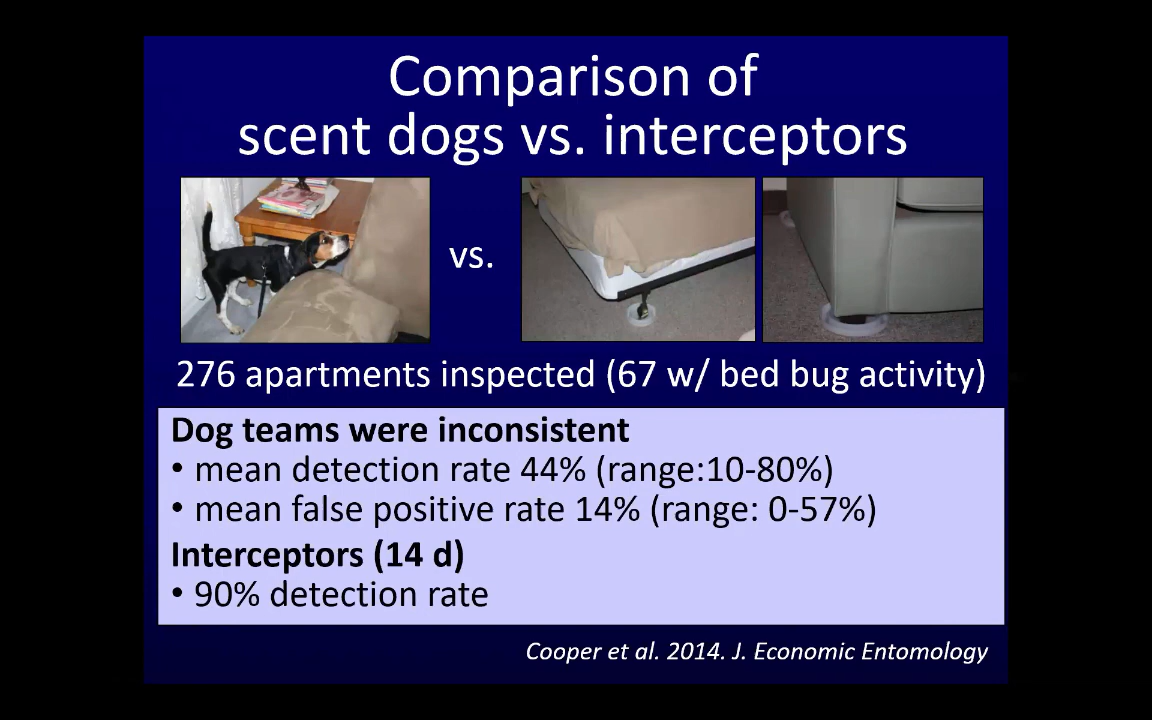 Comparison of
scent dogs vs. interceptors
vs.
276 apartments inspected (67 w/ bed bug activity)
Dog teams were inconsistent
• mean detection rate 44% (range:10-80%)
• mean false positive rate 14% (range: 0-57%)
Interceptors (14 d)
• 90% detection rate
Cooper et al. 2014. J. Economic Entomology